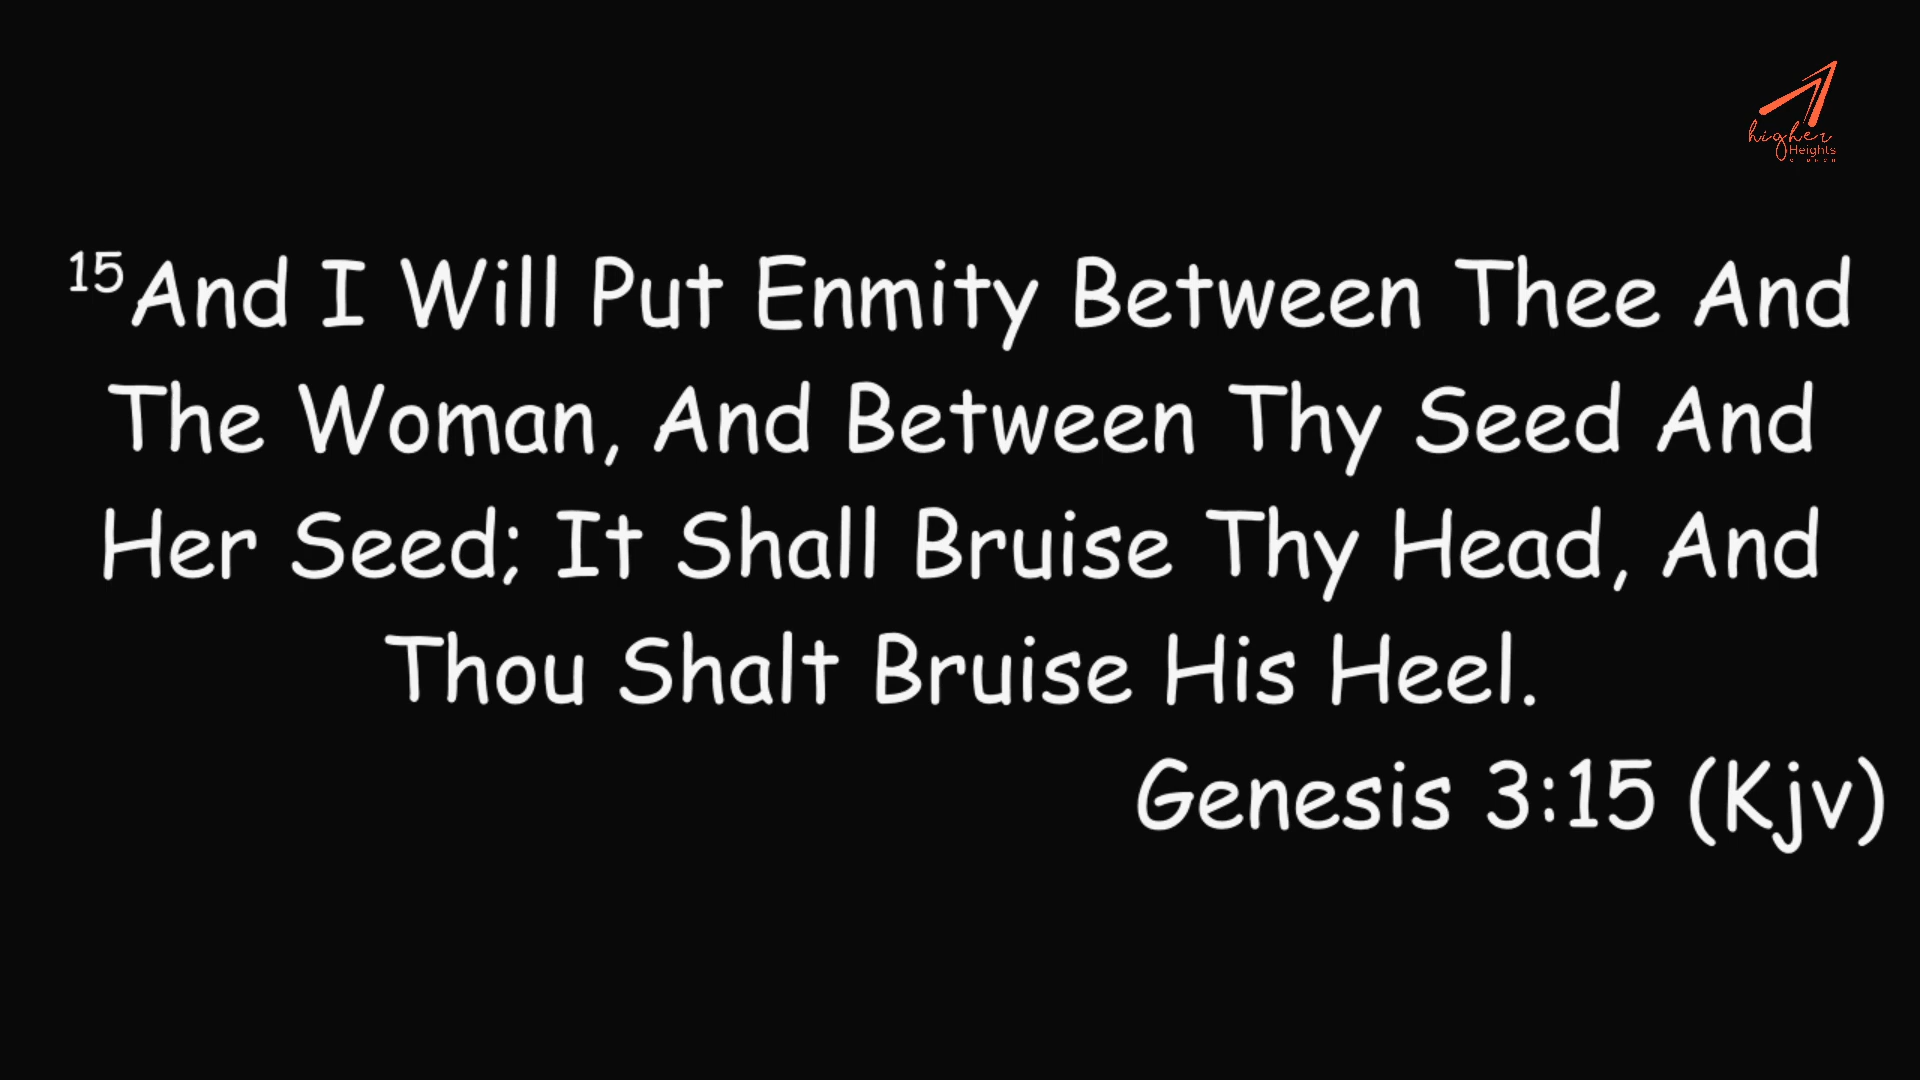 higher
Heights
¹⁵And I Will Put Enmity Between Thee And
The Woman, And Between Thy Seed And
Her Seed; It Shall Bruise Thy Head, And
Thou Shalt Bruise His Heel.
Genesis 3:15 (Kjv)